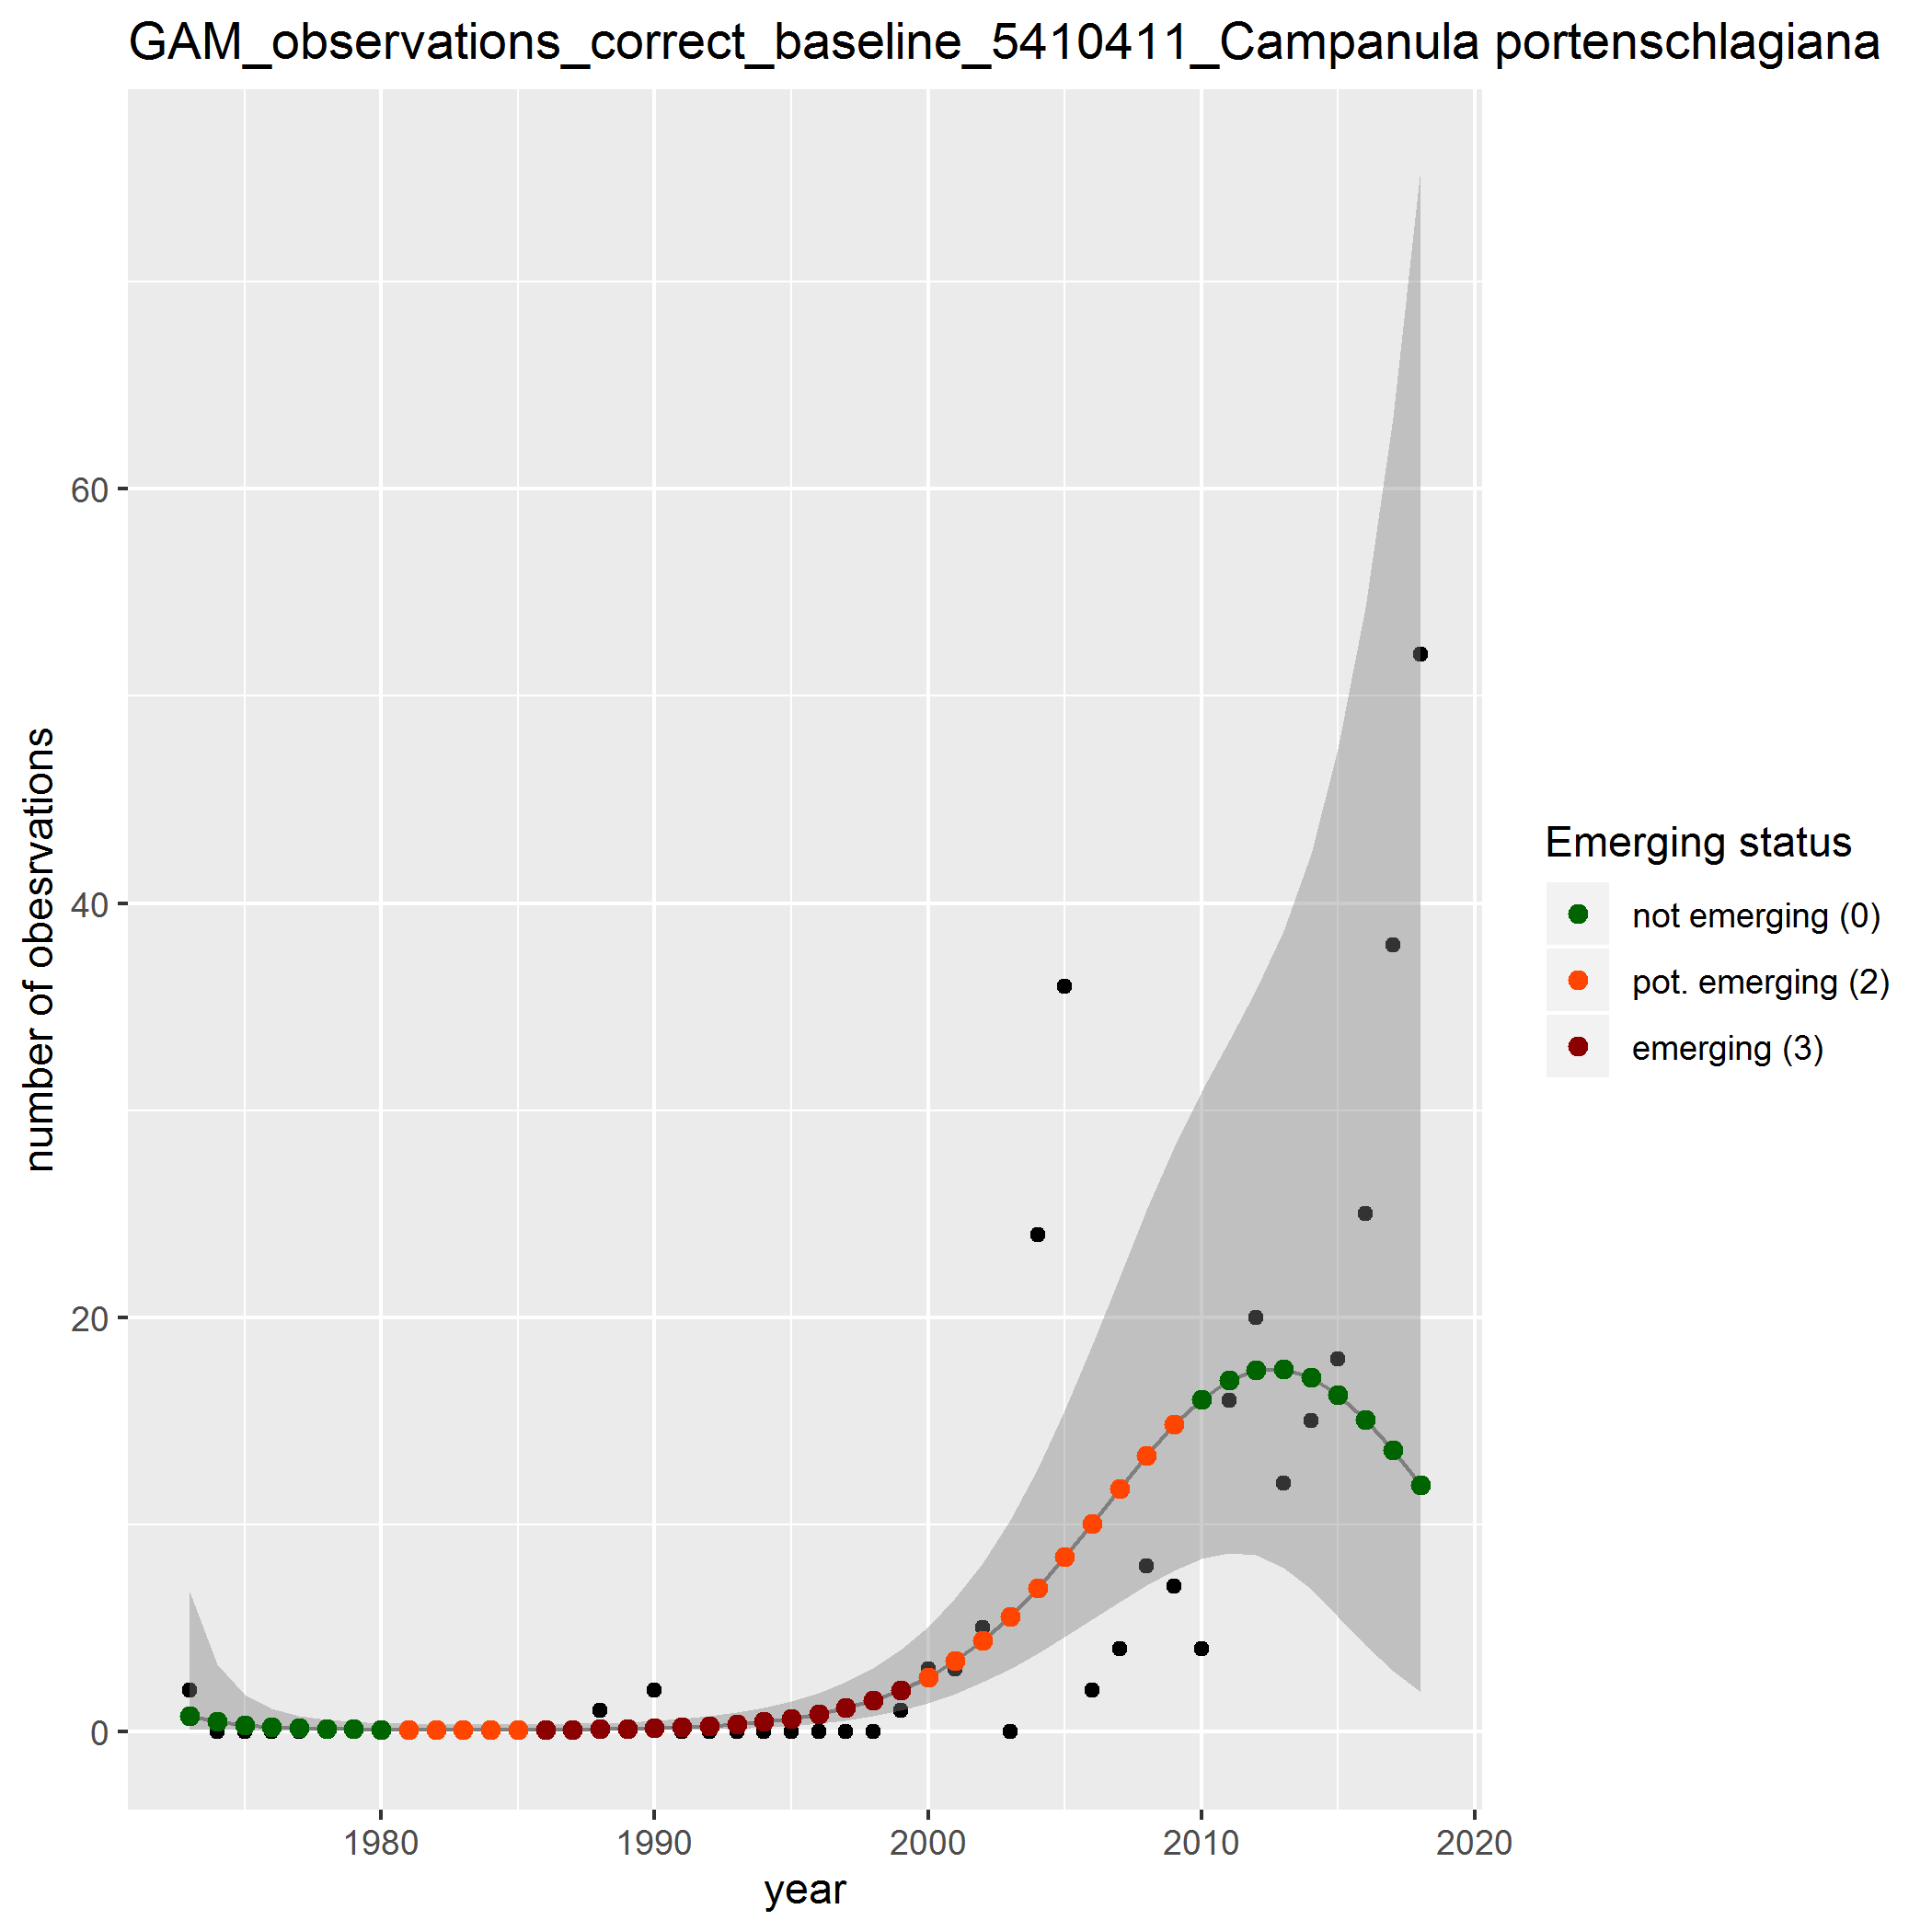 GAM_observations_correct_baseline_5410411_Campanula portenschlagiana
number of obesrvations
60
40
20
0
1980
1990
2000
2010
2020
year
Emerging status
not emerging (0)
pot. emerging (2)
emerging (3)